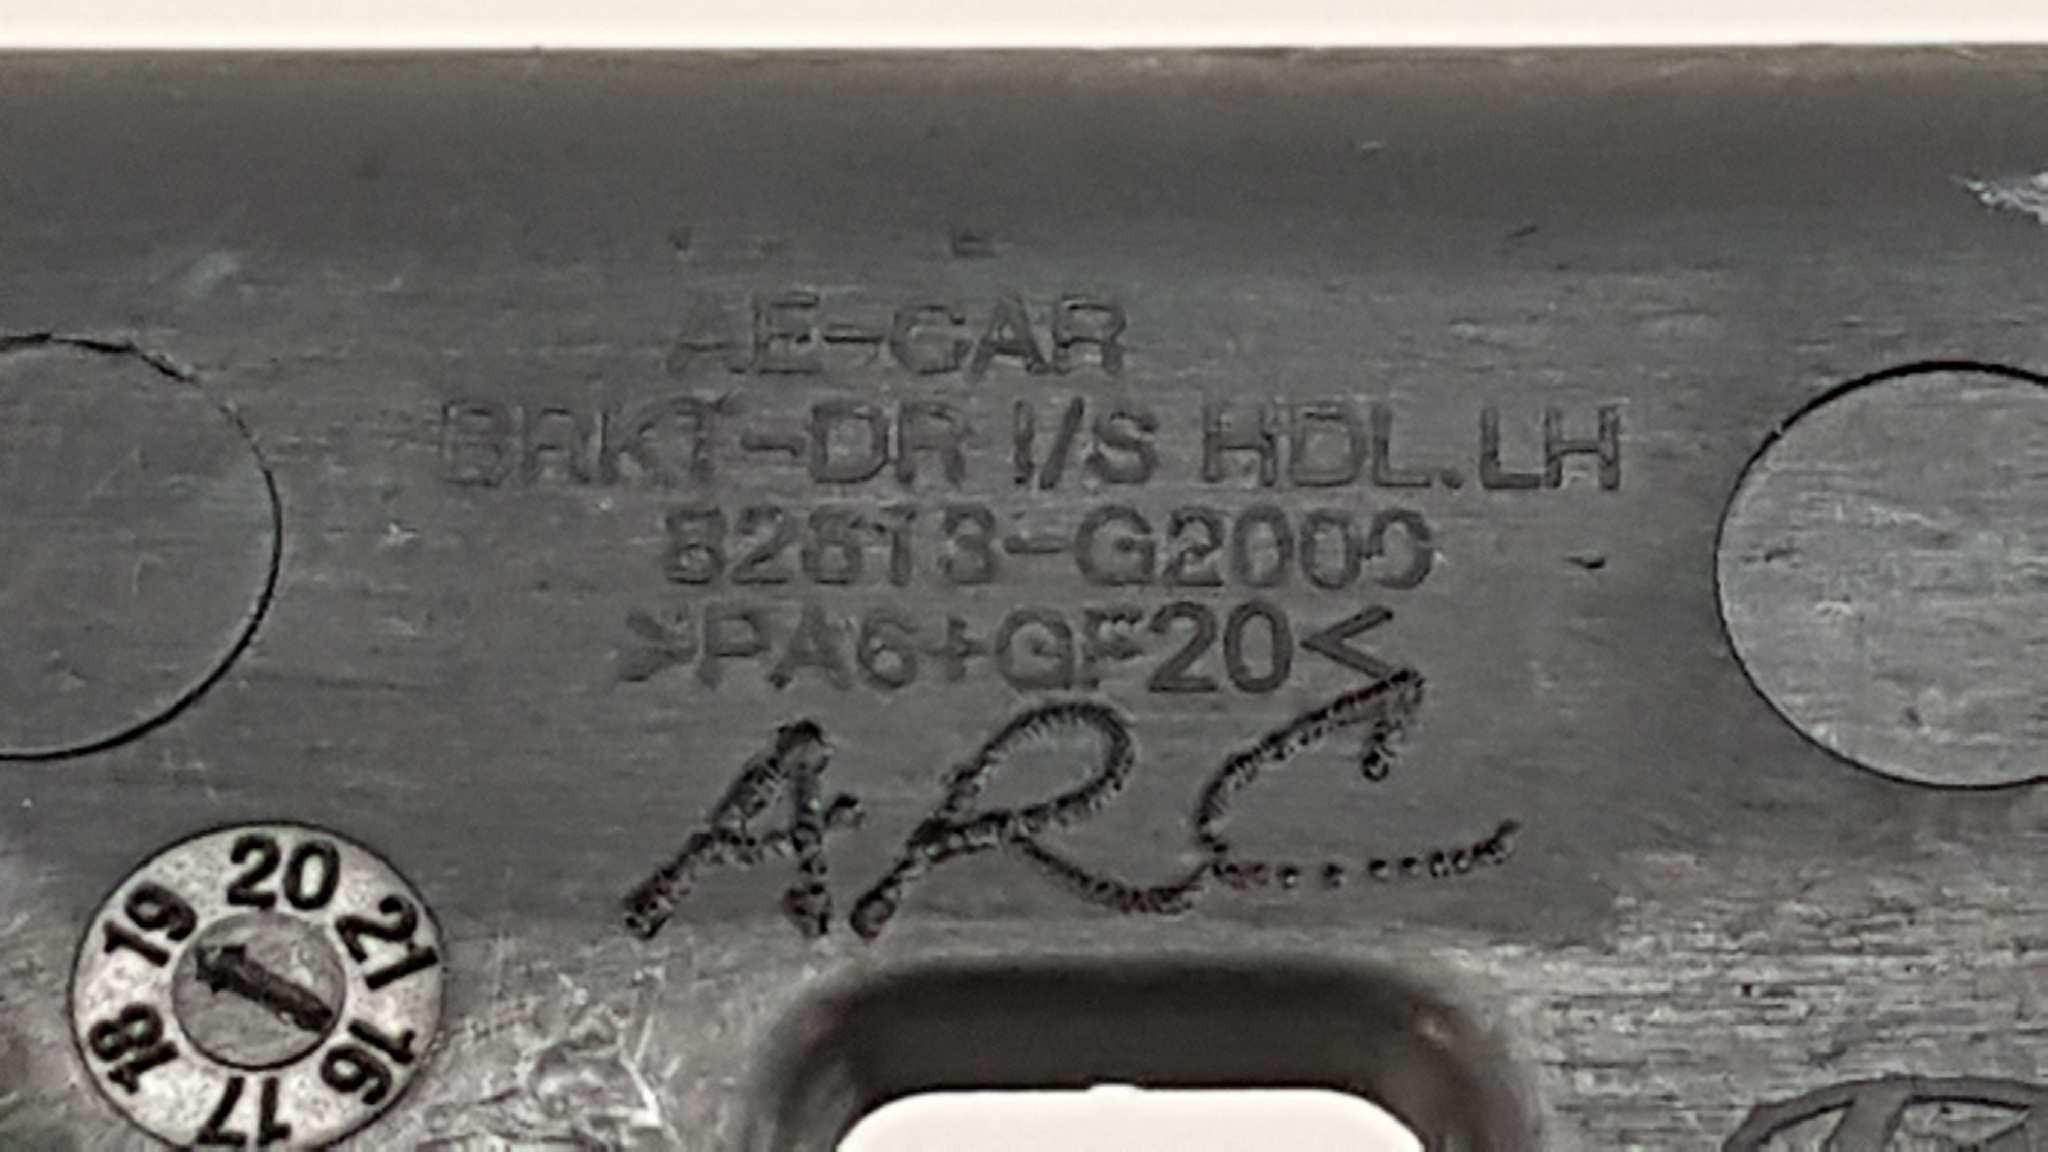 AE-CAR
BRKT-DR I/S HDL.LH
82613-G2000
>PA6+GF20<
ARC
20
19 21
18 16
17